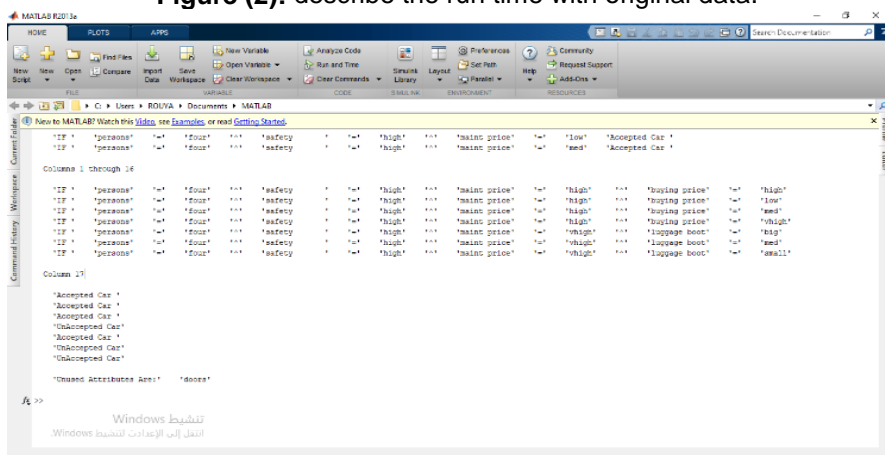 Figure (2): describe the run time with original data.
MATLAB R2013a
HOME PLOTS APPS Search Documentation
New Script New Open Find Files Compare Import Data Save Workspace New Variable Open Variable Clear Workspace Analyze Code Run and Time Clear Commands Simulink Library Layout Preferences Set Path Parallel Help Community Request Support Add-Ons
FILE VARIABLE CODE SIMULINK ENVIRONMENT RESOURCES
C: Users ROUYA Documents MATLAB
New to MATLAB? Watch this Video, see Examples, or read Getting Started.
Current Folder
Workspace
Command History
'IF ' 'persons' '=' 'four' '^' 'safety ' '=' 'high' '^' 'maint price' '=' 'low' 'Accepted Car '
'IF ' 'persons' '=' 'four' '^' 'safety ' '=' 'high' '^' 'maint price' '=' 'med' 'Accepted Car '
Columns 1 through 16
'IF ' 'persons' '=' 'four' '^' 'safety ' '=' 'high' '^' 'maint price' '=' 'high' '^' 'buying price' '=' 'high'
'IF ' 'persons' '=' 'four' '^' 'safety ' '=' 'high' '^' 'maint price' '=' 'high' '^' 'buying price' '=' 'low'
'IF ' 'persons' '=' 'four' '^' 'safety ' '=' 'high' '^' 'maint price' '=' 'high' '^' 'buying price' '=' 'med'
'IF ' 'persons' '=' 'four' '^' 'safety ' '=' 'high' '^' 'maint price' '=' 'high' '^' 'buying price' '=' 'vhigh'
'IF ' 'persons' '=' 'four' '^' 'safety ' '=' 'high' '^' 'maint price' '=' 'vhigh' '^' 'luggage boot' '=' 'big'
'IF ' 'persons' '=' 'four' '^' 'safety ' '=' 'high' '^' 'maint price' '=' 'vhigh' '^' 'luggage boot' '=' 'med'
'IF ' 'persons' '=' 'four' '^' 'safety ' '=' 'high' '^' 'maint price' '=' 'vhigh' '^' 'luggage boot' '=' 'small'
Column 17
'Accepted Car '
'Accepted Car '
'Accepted Car '
'UnAccepted Car'
'Accepted Car '
'UnAccepted Car'
'UnAccepted Car'
'Unused Attributes Are:' 'doors'
fx >>
تنشيط Windows
انتقل إلى الإعدادات لتنشيط Windows.